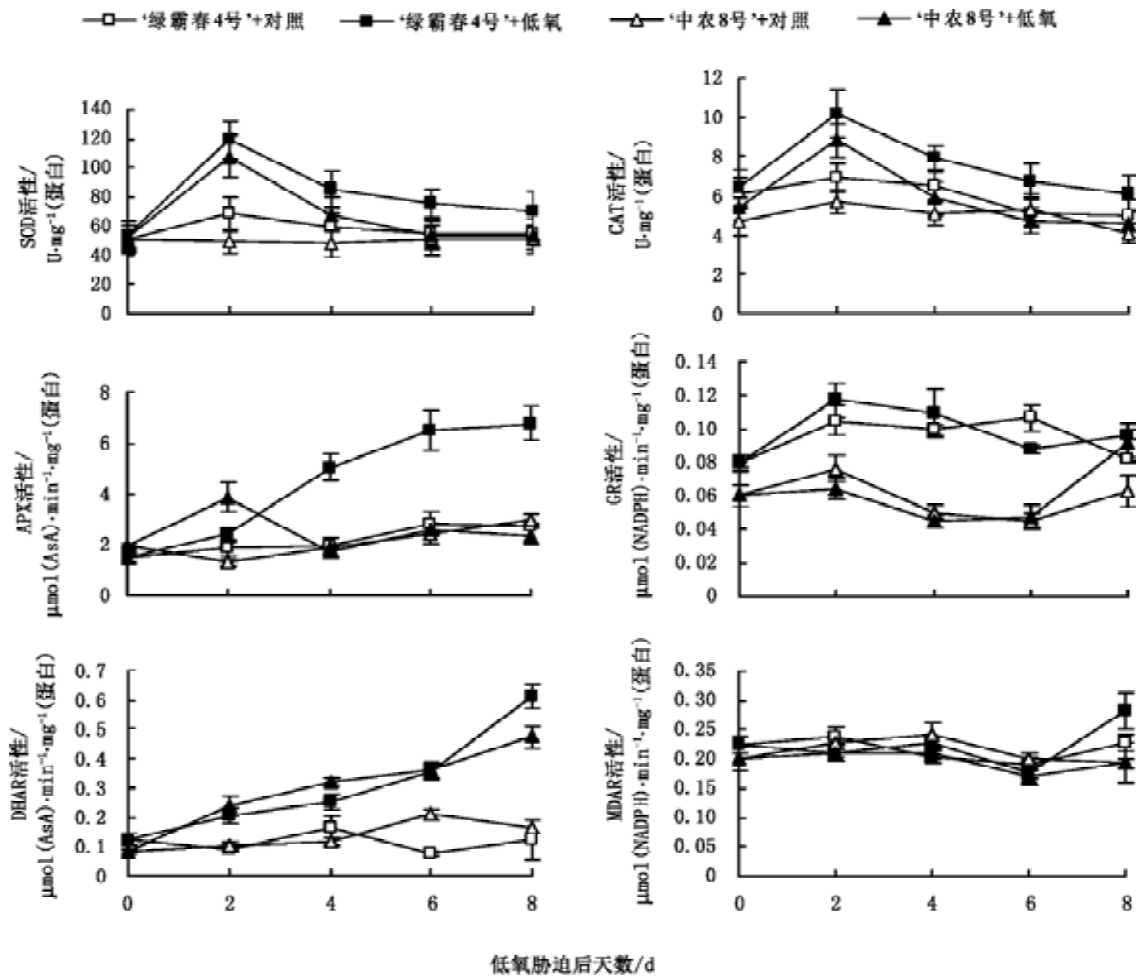 ‘绿霸春4号’+对照 ‘绿霸春4号’+低氧 ‘中农8号’+对照 ‘中农8号’+低氧
SOD活性/
U·mg⁻¹(蛋白)
140
120
100
80
60
40
20
0
CAT活性/
U·mg⁻¹(蛋白)
12
10
8
6
4
2
0
APX活性/
μmol(AsA)·min⁻¹·mg⁻¹(蛋白)
8
6
4
2
0
GR活性/
μmol(NADPH)·min⁻¹·mg⁻¹(蛋白)
0.14
0.12
0.10
0.08
0.06
0.04
0.02
0
DHAR活性/
μmol(AsA)·min⁻¹·mg⁻¹(蛋白)
0.7
0.6
0.5
0.4
0.3
0.2
0.1
0
0 2 4 6 8
MDAR活性/
μmol(NADPH)·min⁻¹·mg⁻¹(蛋白)
0.35
0.30
0.25
0.20
0.15
0.10
0.05
0
0 2 4 6 8
低氧胁迫后天数/d